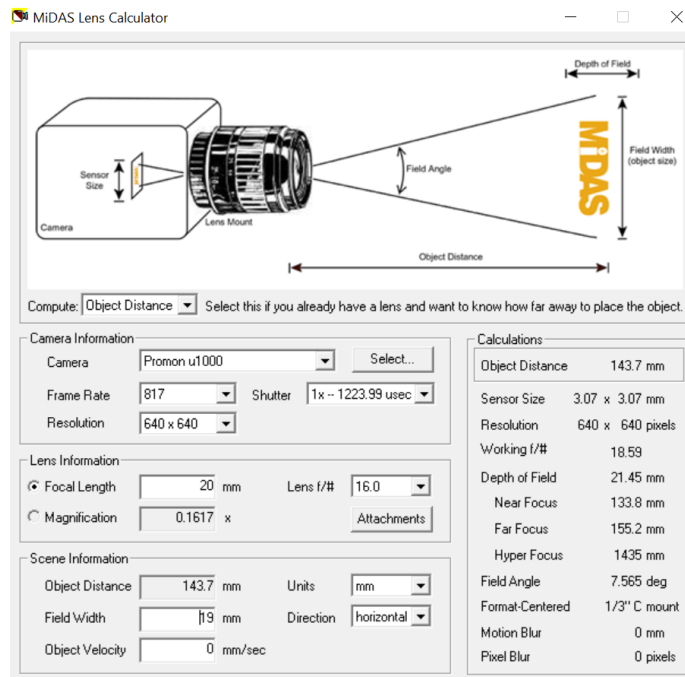 MiDAS Lens Calculator
Depth of Field
Sensor Size
Camera
Lens Mount
Field Angle
MiDAS
Field Width (object size)
Object Distance
Compute: Object Distance Select this if you already have a lens and want to know how far away to place the object.
Camera Information
Camera Promon u1000 Select...
Frame Rate 817 Shutter 1x -- 1223.99 usec
Resolution 640 x 640
Lens Information
Focal Length 20 mm Lens f/# 16.0
Magnification 0.1617 x Attachments
Scene Information
Object Distance 143.7 mm Units mm
Field Width 19 mm Direction horizontal
Object Velocity 0 mm/sec
Calculations
Object Distance 143.7 mm
Sensor Size 3.07 x 3.07 mm
Resolution 640 x 640 pixels
Working f/# 18.59
Depth of Field 21.45 mm
Near Focus 133.8 mm
Far Focus 155.2 mm
Hyper Focus 1435 mm
Field Angle 7.565 deg
Format-Centered 1/3" C mount
Motion Blur 0 mm
Pixel Blur 0 pixels